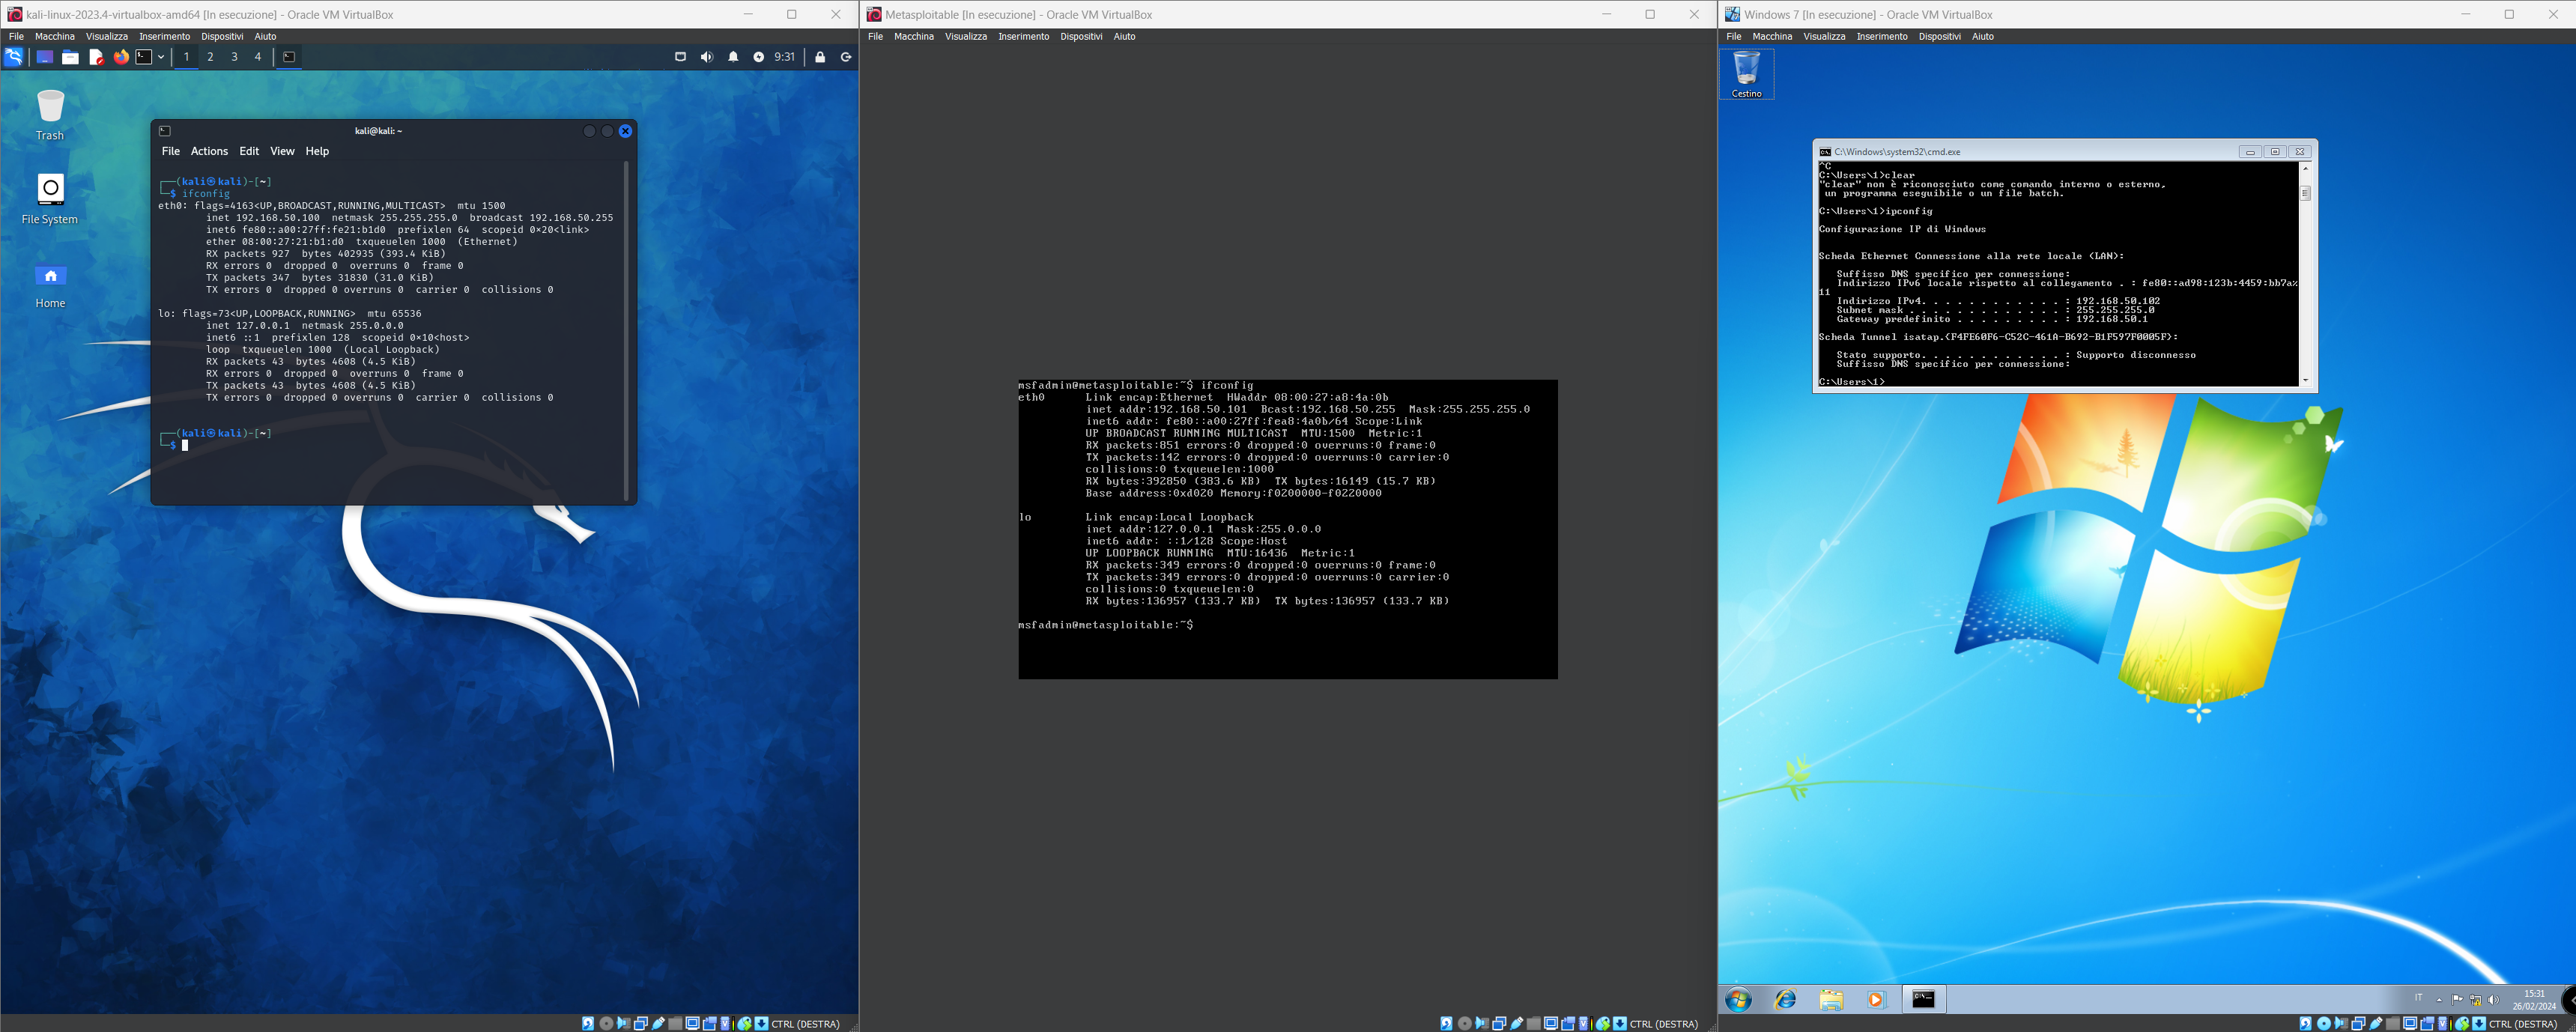 kali-linux-2023.4-virtualbox-amd64 [In esecuzione] - Oracle VM VirtualBox
File Macchina Visualizza Inserimento Dispositivi Aiuto
1 2 3 4
9:31
Trash
File System
Home
kali@kali: ~
File Actions Edit View Help
┌──(kali㉿kali)-[~]
└─$ ifconfig
eth0: flags=4163<UP,BROADCAST,RUNNING,MULTICAST>  mtu 1500
inet 192.168.50.100  netmask 255.255.255.0  broadcast 192.168.50.255
inet6 fe80::a00:27ff:fe21:b1d0  prefixlen 64  scopeid 0×20<link>
ether 08:00:27:21:b1:d0  txqueuelen 1000  (Ethernet)
RX packets 927  bytes 402935 (393.4 KiB)
RX errors 0  dropped 0  overruns 0  frame 0
TX packets 347  bytes 31830 (31.0 KiB)
TX errors 0  dropped 0 overruns 0  carrier 0  collisions 0
lo: flags=73<UP,LOOPBACK,RUNNING>  mtu 65536
inet 127.0.0.1  netmask 255.0.0.0
inet6 ::1  prefixlen 128  scopeid 0×10<host>
loop  txqueuelen 1000  (Local Loopback)
RX packets 43  bytes 4608 (4.5 KiB)
RX errors 0  dropped 0  overruns 0  frame 0
TX packets 43  bytes 4608 (4.5 KiB)
TX errors 0  dropped 0 overruns 0  carrier 0  collisions 0
┌──(kali㉿kali)-[~]
└─$
CTRL (DESTRA)
Metasploitable [In esecuzione] - Oracle VM VirtualBox
File Macchina Visualizza Inserimento Dispositivi Aiuto
msfadmin@metasploitable:~$ ifconfig
eth0      Link encap:Ethernet  HWaddr 08:00:27:a8:4a:0b
inet addr:192.168.50.101  Bcast:192.168.50.255  Mask:255.255.255.0
inet6 addr: fe80::a00:27ff:fea8:4a0b/64 Scope:Link
UP BROADCAST RUNNING MULTICAST  MTU:1500  Metric:1
RX packets:851 errors:0 dropped:0 overruns:0 frame:0
TX packets:142 errors:0 dropped:0 overruns:0 carrier:0
collisions:0 txqueuelen:1000
RX bytes:392850 (383.6 KB)  TX bytes:16149 (15.7 KB)
Base address:0xd020 Memory:f0200000-f0220000
lo        Link encap:Local Loopback
inet addr:127.0.0.1  Mask:255.0.0.0
inet6 addr: ::1/128 Scope:Host
UP LOOPBACK RUNNING  MTU:16436  Metric:1
RX packets:349 errors:0 dropped:0 overruns:0 frame:0
TX packets:349 errors:0 dropped:0 overruns:0 carrier:0
collisions:0 txqueuelen:0
RX bytes:136957 (133.7 KB)  TX bytes:136957 (133.7 KB)
msfadmin@metasploitable:~$
CTRL (DESTRA)
Windows 7 [In esecuzione] - Oracle VM VirtualBox
File Macchina Visualizza Inserimento Dispositivi Aiuto
Cestino
C:\Windows\system32\cmd.exe
^C
C:\Users\1>clear
"clear" non è riconosciuto come comando interno o esterno,
un programma eseguibile o un file batch.
C:\Users\1>ipconfig
Configurazione IP di Windows
Scheda Ethernet Connessione alla rete locale (LAN):
Suffisso DNS specifico per connessione:
Indirizzo IPv6 locale rispetto al collegamento . : fe80::ad98:123b:4459:bb7a%
11
Indirizzo IPv4. . . . . . . . . . . . : 192.168.50.102
Subnet mask . . . . . . . . . . . . . : 255.255.255.0
Gateway predefinito . . . . . . . . . : 192.168.50.1
Scheda Tunnel isatap.{F4FE60F6-C52C-461A-B692-B1F597F0005F}:
Stato supporto. . . . . . . . . . . . : Supporto disconnesso
Suffisso DNS specifico per connessione:
C:\Users\1>
IT
15:31
26/02/2024
CTRL (DESTRA)